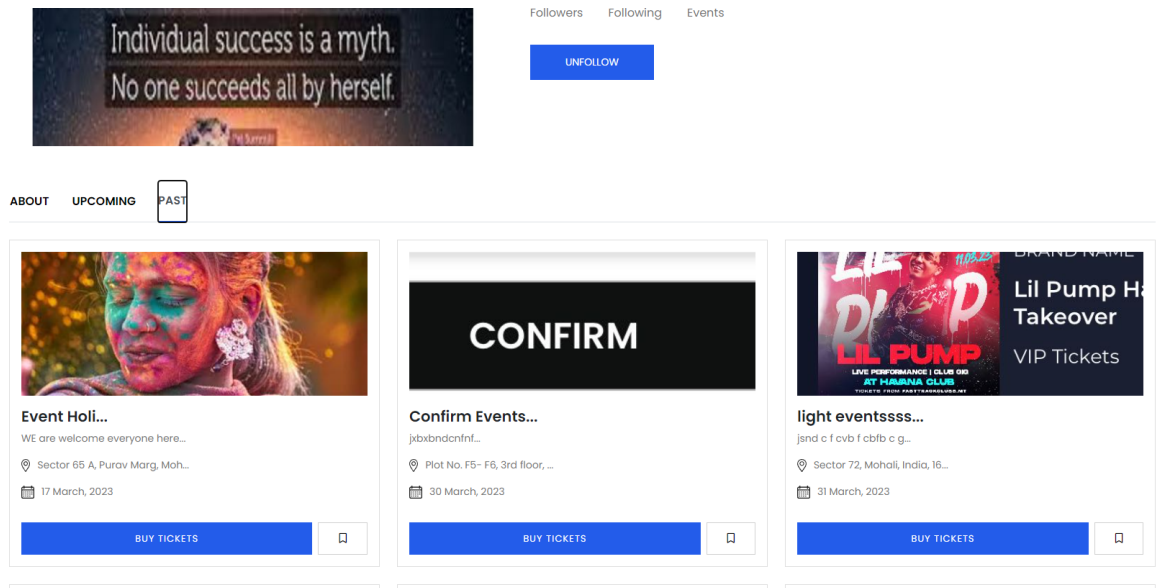 Individual success is a myth.
No one succeeds all by herself.
Followers Following Events
UNFOLLOW
ABOUT UPCOMING PAST
CONFIRM
11.03.23
BRAND NAME
Lil Pump Ha
Takeover
VIP Tickets
LIL PUMP
LIVE PERFORMANCE | CLUB GIG
AT HAVANA CLUB
Event Holi...
WE are welcome everyone here...
Sector 65 A, Purav Marg, Moh...
17 March, 2023
BUY TICKETS
Confirm Events...
jxbxbndcnfnf...
Plot No. F5- F6, 3rd floor, ...
30 March, 2023
BUY TICKETS
light eventssss...
jsnd c f cvb f cbfb c g...
Sector 72, Mohali, India, 16...
31 March, 2023
BUY TICKETS